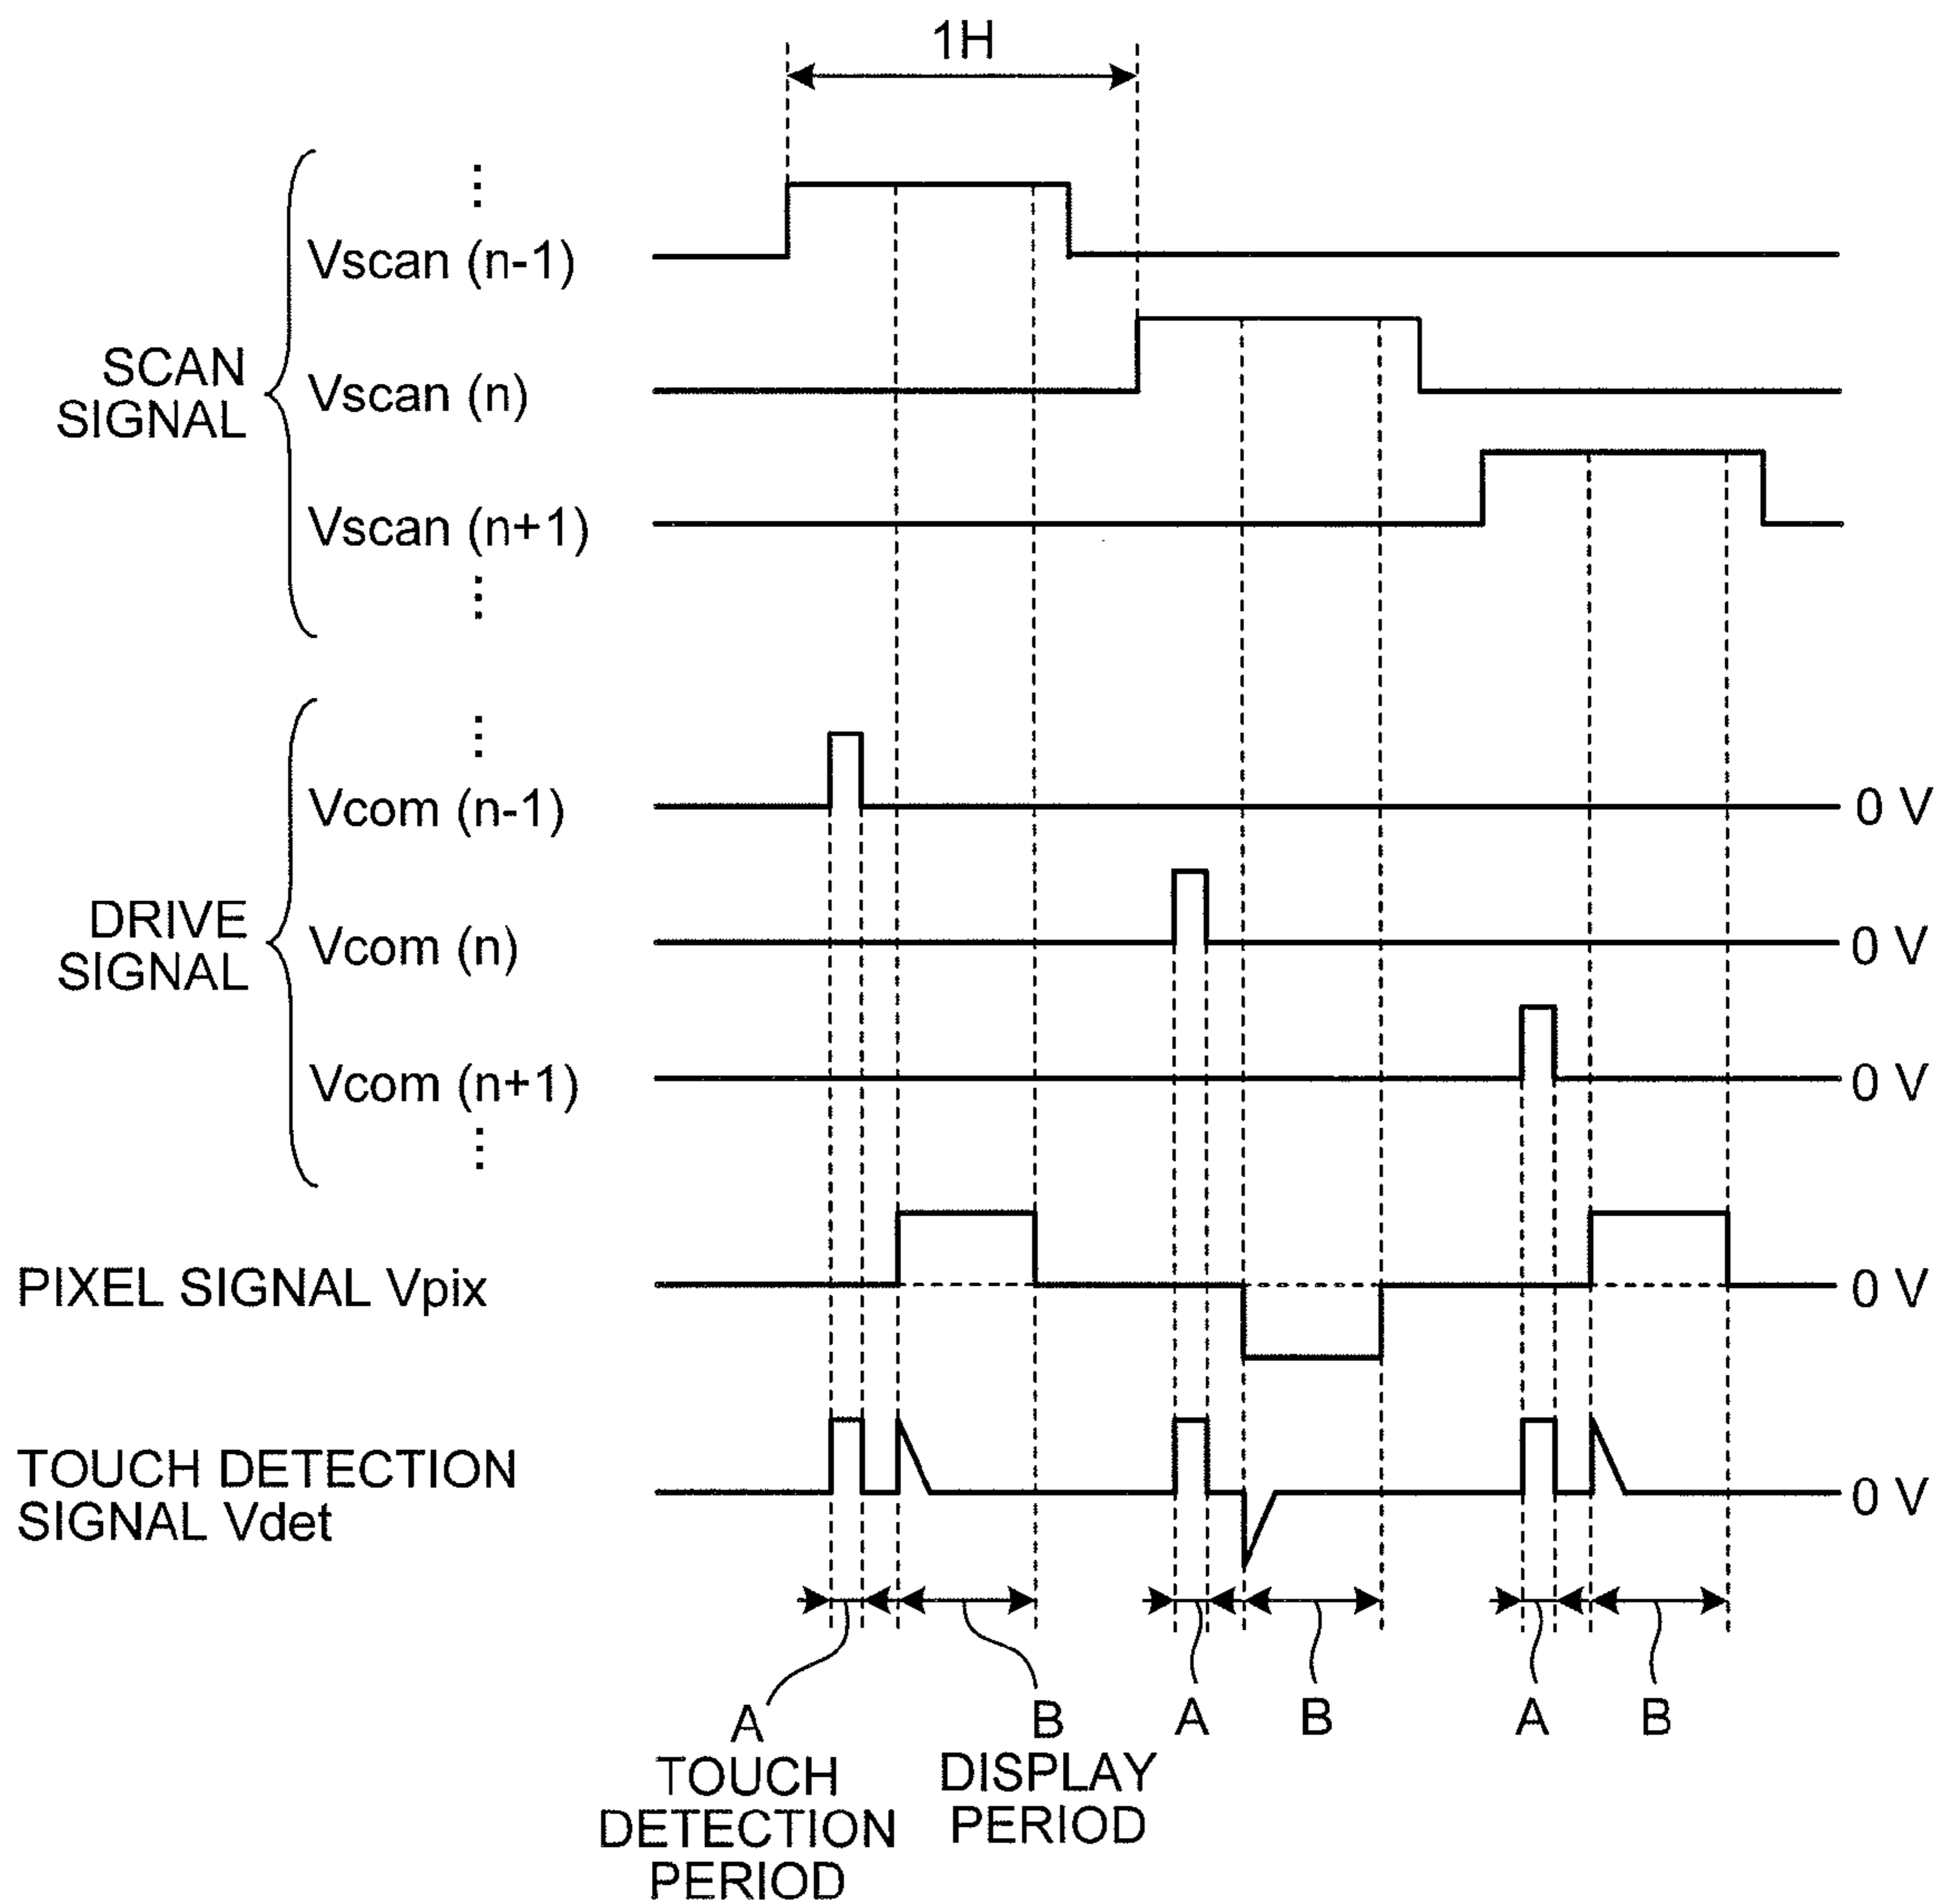 1H
Vscan (n-1)
SCAN
SIGNAL
Vscan (n)
Vscan (n+1)
Vcom (n-1)
0 V
DRIVE
SIGNAL
Vcom (n)
0 V
Vcom (n+1)
0 V
PIXEL SIGNAL Vpix
0 V
TOUCH DETECTION
SIGNAL Vdet
0 V
A
TOUCH
DETECTION
PERIOD
B
DISPLAY
PERIOD
A
B
A
B